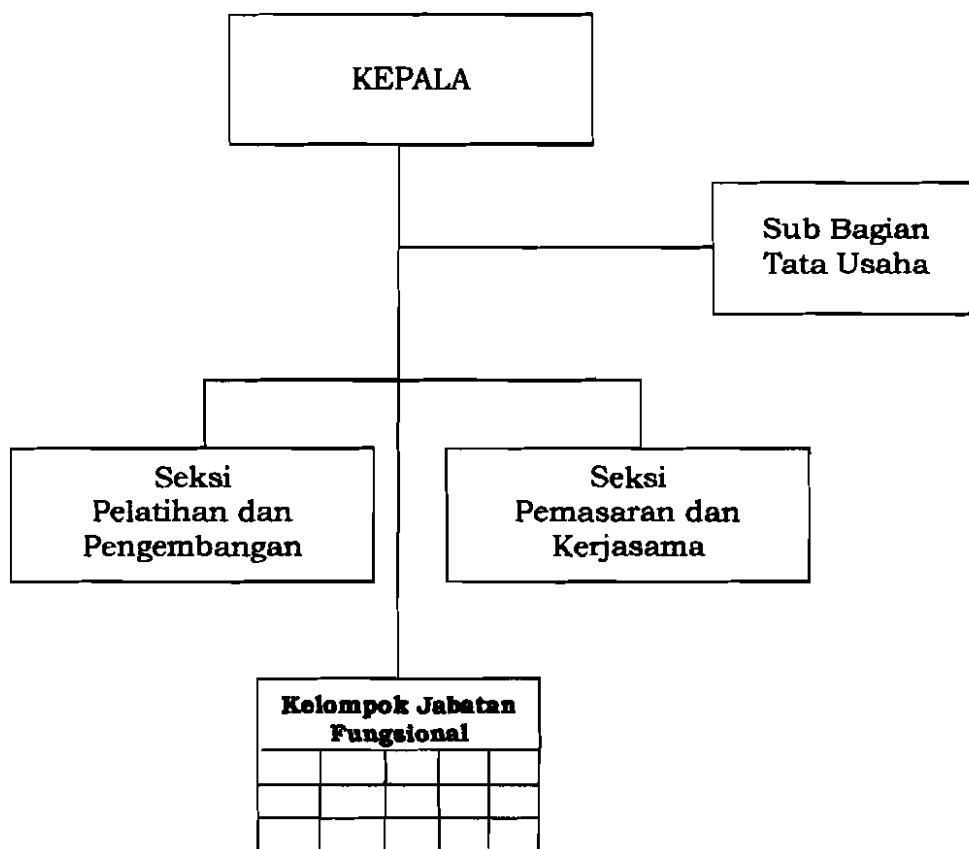 KEPALA
Sub Bagian
Tata Usaha
Seksi
Pelatihan dan
Pengembangan
Seksi
Pemasaran dan
Kerjasama
Kelompok Jabatan
Fungsional